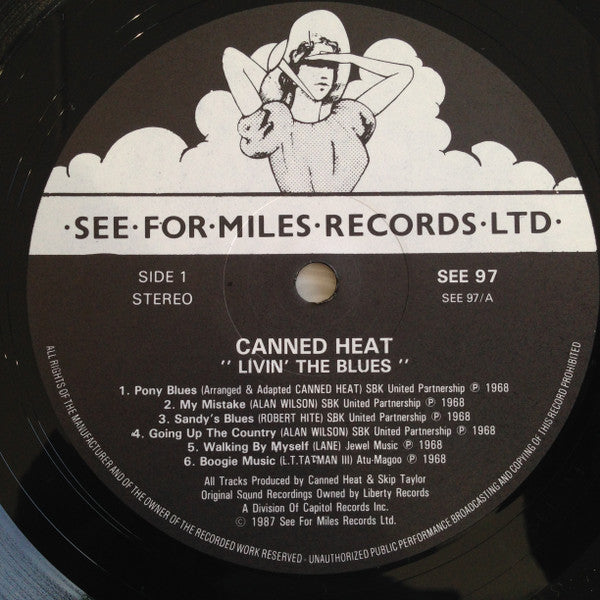 ·SEE·FOR·MILES·RECORDS·LTD·
SIDE 1
STEREO
SEE 97
SEE 97/A
CANNED HEAT
" LIVIN' THE BLUES "
1. Pony Blues (Arranged & Adapted CANNED HEAT) SBK United Partnership ℗ 1968
2. My Mistake (ALAN WILSON) SBK United Partnership ℗ 1968
3. Sandy's Blues (ROBERT HITE) SBK United Partnership ℗ 1968
4. Going Up The Country (ALAN WILSON) SBK United Partnership ℗ 1968
5. Walking By Myself (LANE) Jewel Music ℗ 1968
6. Boogie Music (L.T.TATMAN III) Atu-Magoo ℗ 1968
All Tracks Produced by Canned Heat & Skip Taylor
Original Sound Recordings Owned by Liberty Records
A Division Of Capitol Records Inc.
© 1987 See For Miles Records Ltd.
ALL RIGHTS OF THE MANUFACTURER AND OF THE OWNER OF THE RECORDED WORK RESERVED - UNAUTHORIZED PUBLIC PERFORMANCE BROADCASTING AND COPYING OF THIS RECORD PROHIBITED